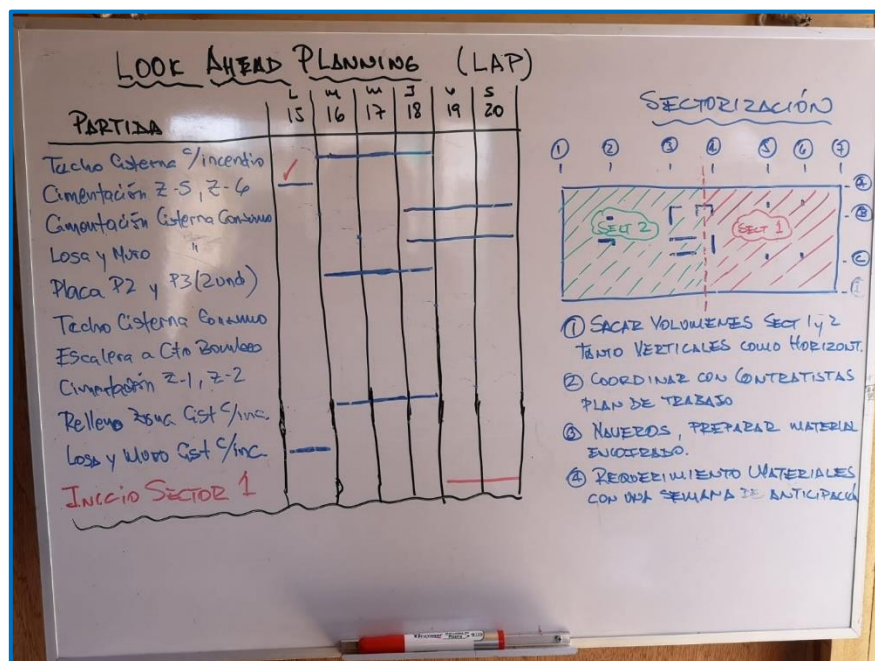 LOOK AHEAD PLANNING (LAP)
PARTIDA
L M M J V S
15 16 17 18 19 20
Techo Cisterna c/incendio
Cimentación Z-5, Z-6
Cimentación Cisterna Consumo
Losa y Muro "
Placa P2 y P3 (2und)
Techo Cisterna Consumo
Escalera a Cto Bombeo
Cimentación Z-1, Z-2
Relleno Zona Cist c/inc.
Losa y Muro Cist c/inc.
INICIO SECTOR 1
SECTORIZACIÓN
1 2 3 4 5 6 7
A
B
C
SECT 2
SECT 1
① SACAR VOLUMENES SECT 1 y 2
TANTO VERTICALES COMO HORIZONT.
② COORDINAR CON CONTRATISTAS
PLAN DE TRABAJO
③ MAESTROS, PREPARAR MATERIAL
ENCOFRADO.
④ REQUERIMIENTO MATERIALES
CON UNA SEMANA DE ANTICIPACIÓN